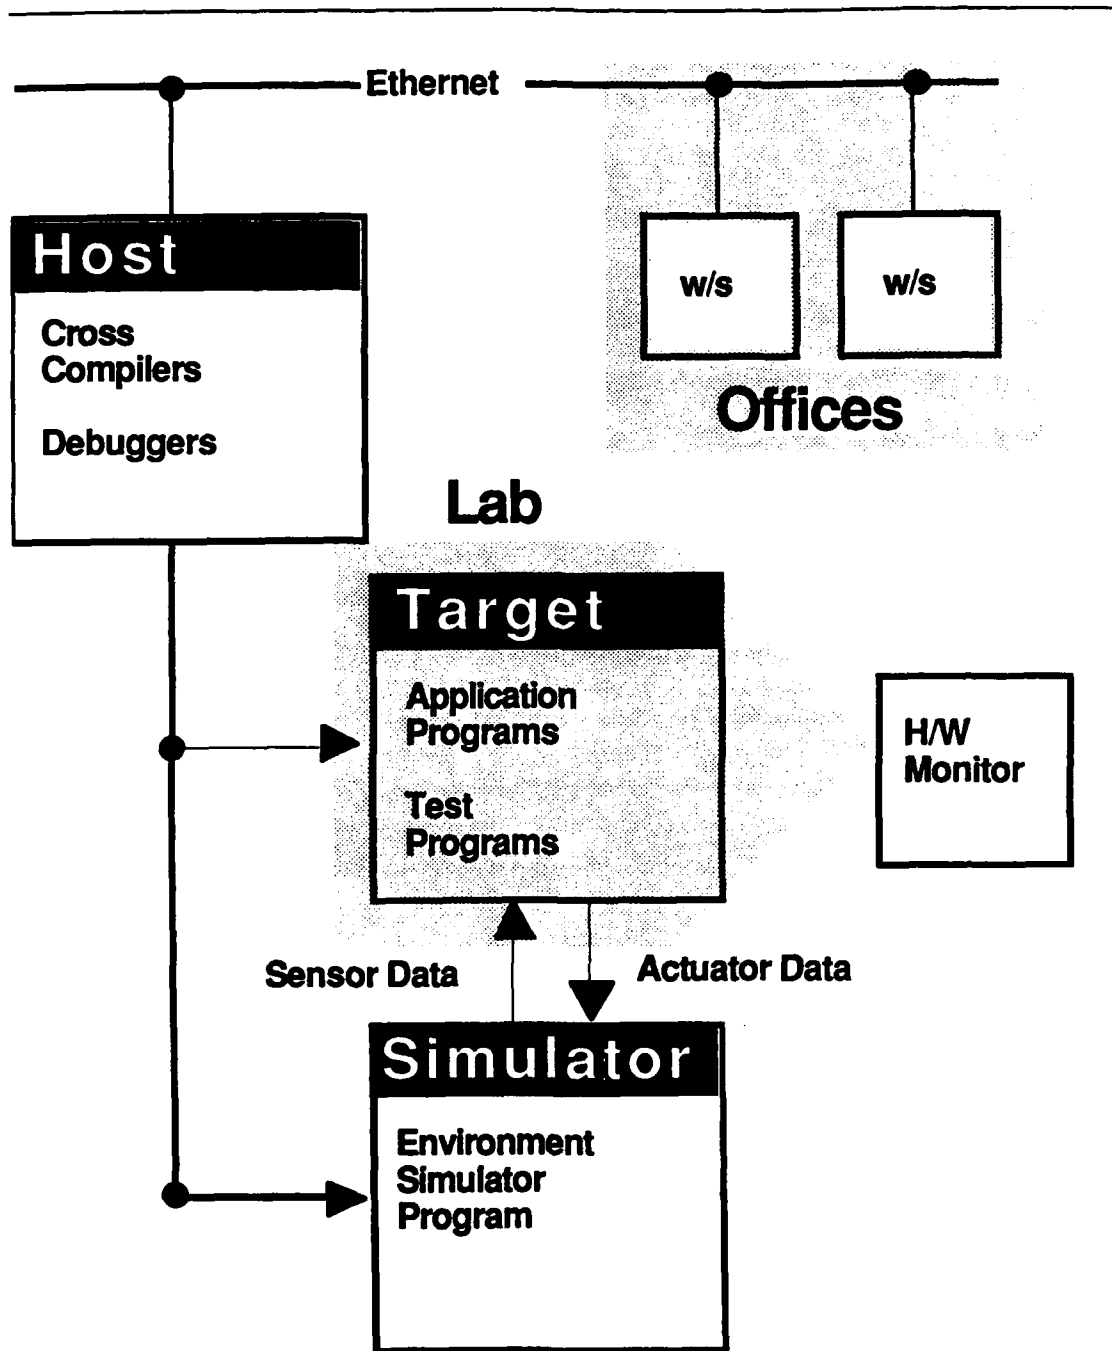 Ethernet
Host
Cross
Compilers
Debuggers
w/s
w/s
Offices
Lab
Target
Application
Programs
Test
Programs
H/W
Monitor
Sensor Data
Actuator Data
Simulator
Environment
Simulator
Program